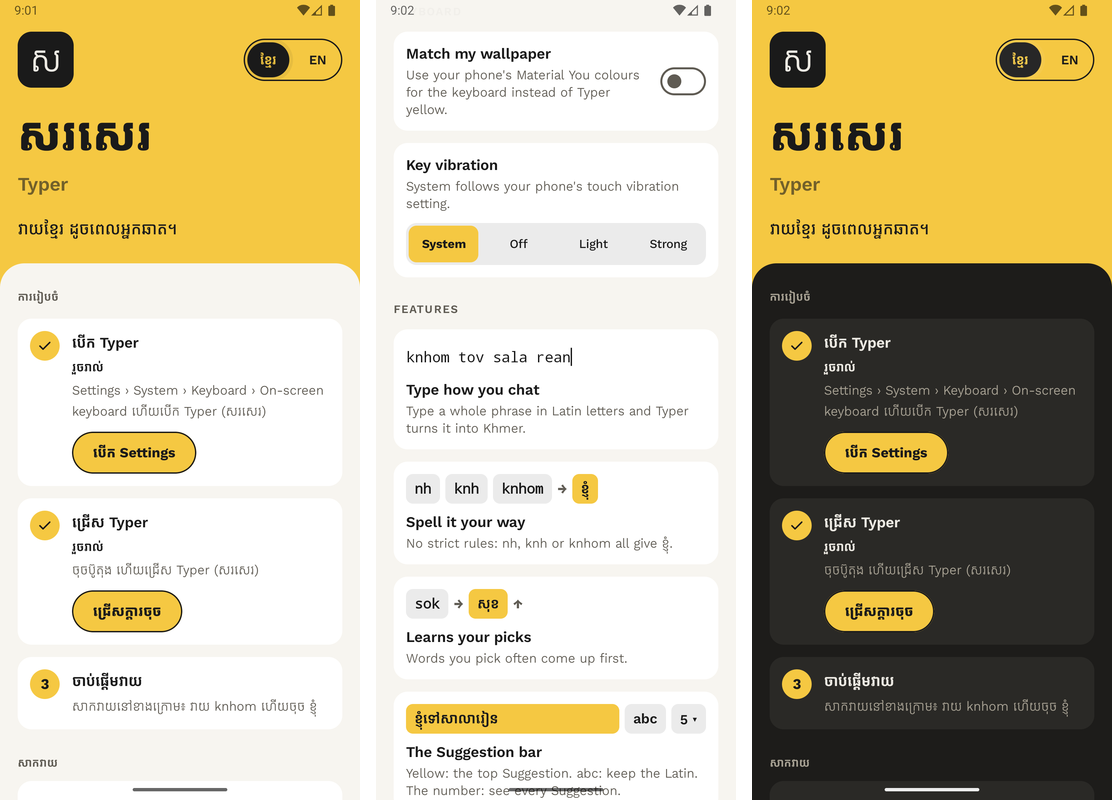 9:01
ស
ខ្មែរ EN
សរសេរ
Typer
វាយខ្មែរ ដូចពេលអ្នកឆាត។
ការរៀបចំ
បើក Typer
រួចរាល់
Settings › System › Keyboard › On-screen
keyboard ហើយបើក Typer (សរសេរ)
បើក Settings
ជ្រើស Typer
រួចរាល់
ចុចប៊ូតុង ហើយជ្រើស Typer (សរសេរ)
ជ្រើសក្តារចុច
3 ចាប់ផ្តើមវាយ
សាកវាយនៅខាងក្រោម៖ វាយ knhom ហើយចុច ខ្ញុំ
សាកវាយ
9:02
BOARD
Match my wallpaper
Use your phone's Material You colours
for the keyboard instead of Typer
yellow.
Key vibration
System follows your phone's touch vibration
setting.
System Off Light Strong
FEATURES
knhom tov sala rean
Type how you chat
Type a whole phrase in Latin letters and Typer
turns it into Khmer.
nh knh knhom → ខ្ញុំ
Spell it your way
No strict rules: nh, knh or knhom all give ខ្ញុំ.
sok → សុខ ↑
Learns your picks
Words you pick often come up first.
ខ្ញុំទៅសាលារៀន abc 5 ▾
The Suggestion bar
Yellow: the top Suggestion. abc: keep the Latin.
The number: see every Suggestion.
9:02
ស
ខ្មែរ EN
សរសេរ
Typer
វាយខ្មែរ ដូចពេលអ្នកឆាត។
ការរៀបចំ
បើក Typer
រួចរាល់
Settings › System › Keyboard › On-screen
keyboard ហើយបើក Typer (សរសេរ)
បើក Settings
ជ្រើស Typer
រួចរាល់
ចុចប៊ូតុង ហើយជ្រើស Typer (សរសេរ)
ជ្រើសក្តារចុច
3 ចាប់ផ្តើមវាយ
សាកវាយនៅខាងក្រោម៖ វាយ knhom ហើយចុច ខ្ញុំ
សាកវាយ